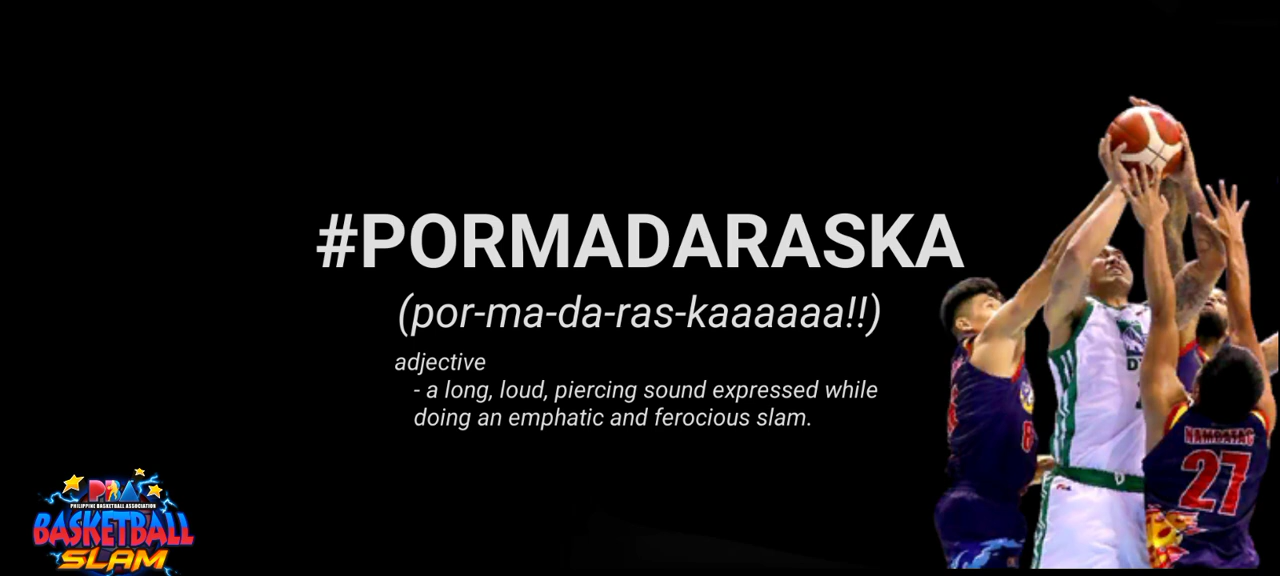 #PORMADARASKA
(por-ma-da-ras-kaaaaaa!!)
adjective
- a long, loud, piercing sound expressed while
doing an emphatic and ferocious slam.
PBA
PHILIPPINE BASKETBALL ASSOCIATION
BASKETBALL
SLAM
8
NAMBATAC
27